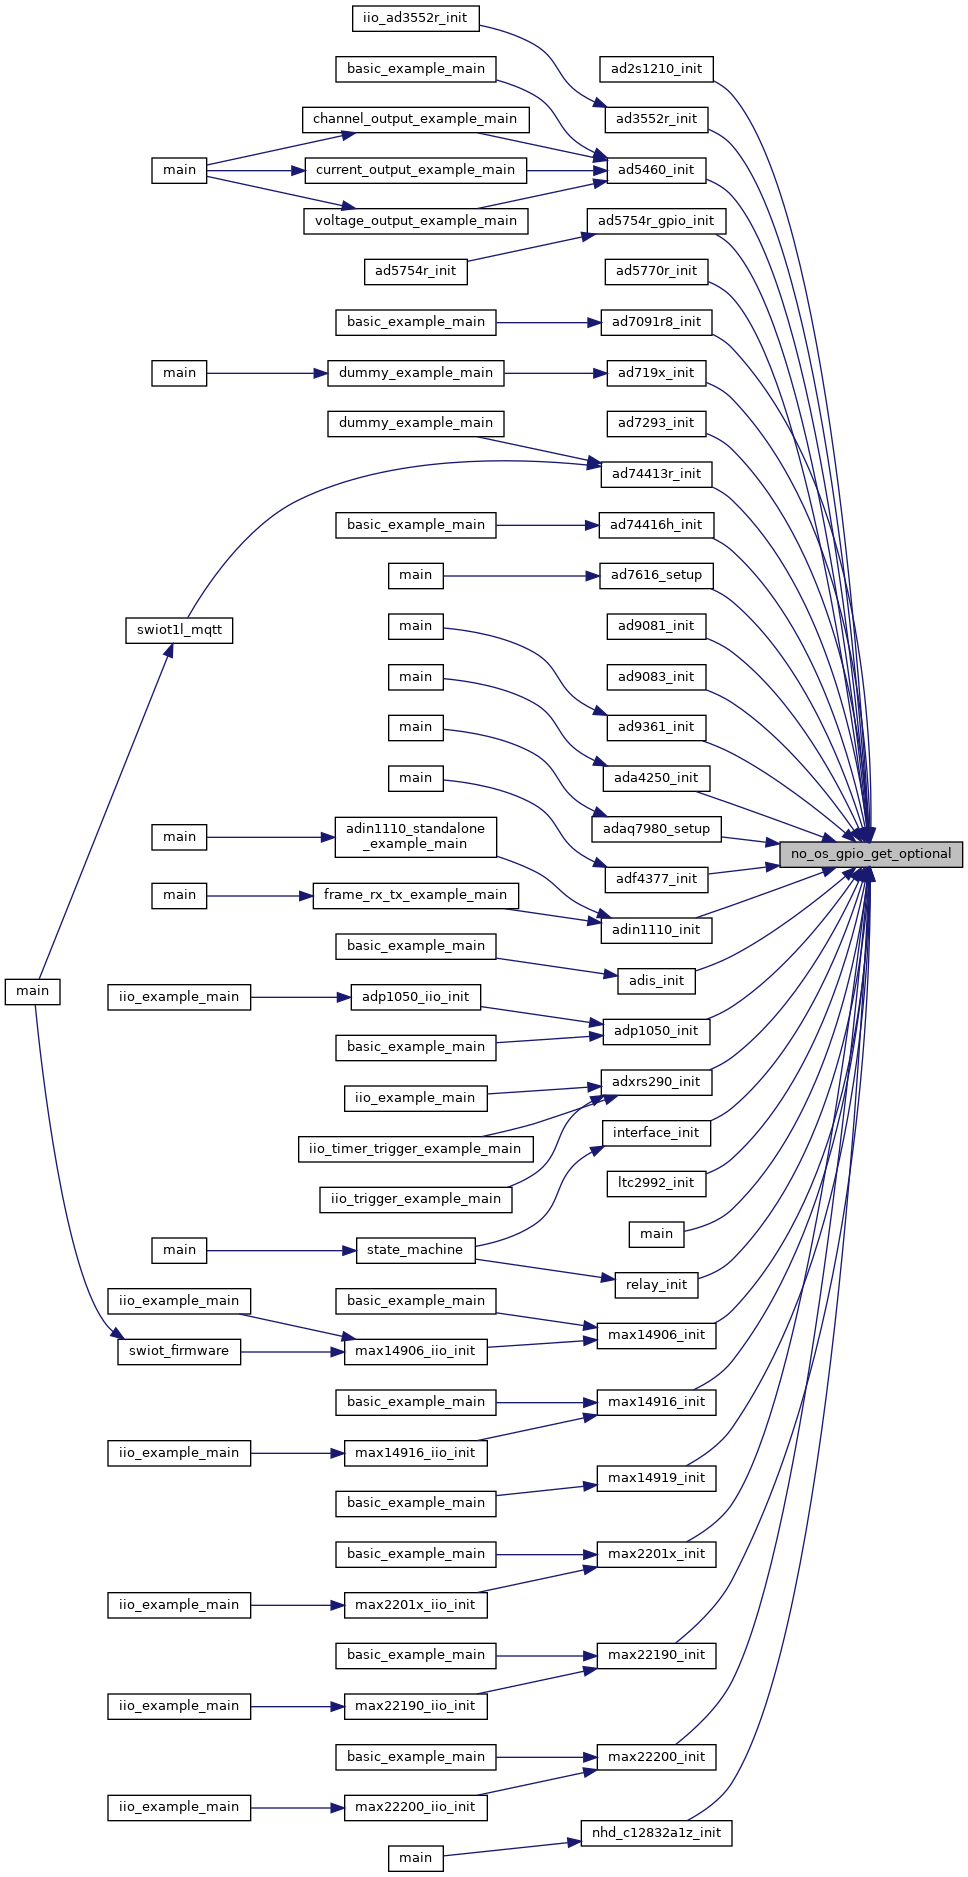 iio_ad3552r_init
basic_example_main
ad2s1210_init
channel_output_example_main
ad3552r_init
main
current_output_example_main
ad5460_init
voltage_output_example_main
ad5754r_gpio_init
ad5754r_init
ad5770r_init
basic_example_main
ad7091r8_init
main
dummy_example_main
ad719x_init
dummy_example_main
ad7293_init
ad74413r_init
basic_example_main
ad74416h_init
main
ad7616_setup
swiot1l_mqtt
main
ad9081_init
main
ad9083_init
main
ad9361_init
main
ada4250_init
main
adin1110_standalone
_example_main
adaq7980_setup
no_os_gpio_get_optional
main
frame_rx_tx_example_main
adf4377_init
adin1110_init
basic_example_main
adis_init
main
iio_example_main
adp1050_iio_init
adp1050_init
basic_example_main
iio_example_main
adxrs290_init
iio_timer_trigger_example_main
interface_init
iio_trigger_example_main
ltc2992_init
main
main
state_machine
relay_init
iio_example_main
basic_example_main
max14906_init
swiot_firmware
max14906_iio_init
basic_example_main
max14916_init
iio_example_main
max14916_iio_init
max14919_init
basic_example_main
basic_example_main
max2201x_init
iio_example_main
max2201x_iio_init
basic_example_main
max22190_init
iio_example_main
max22190_iio_init
basic_example_main
max22200_init
iio_example_main
max22200_iio_init
nhd_c12832a1z_init
main